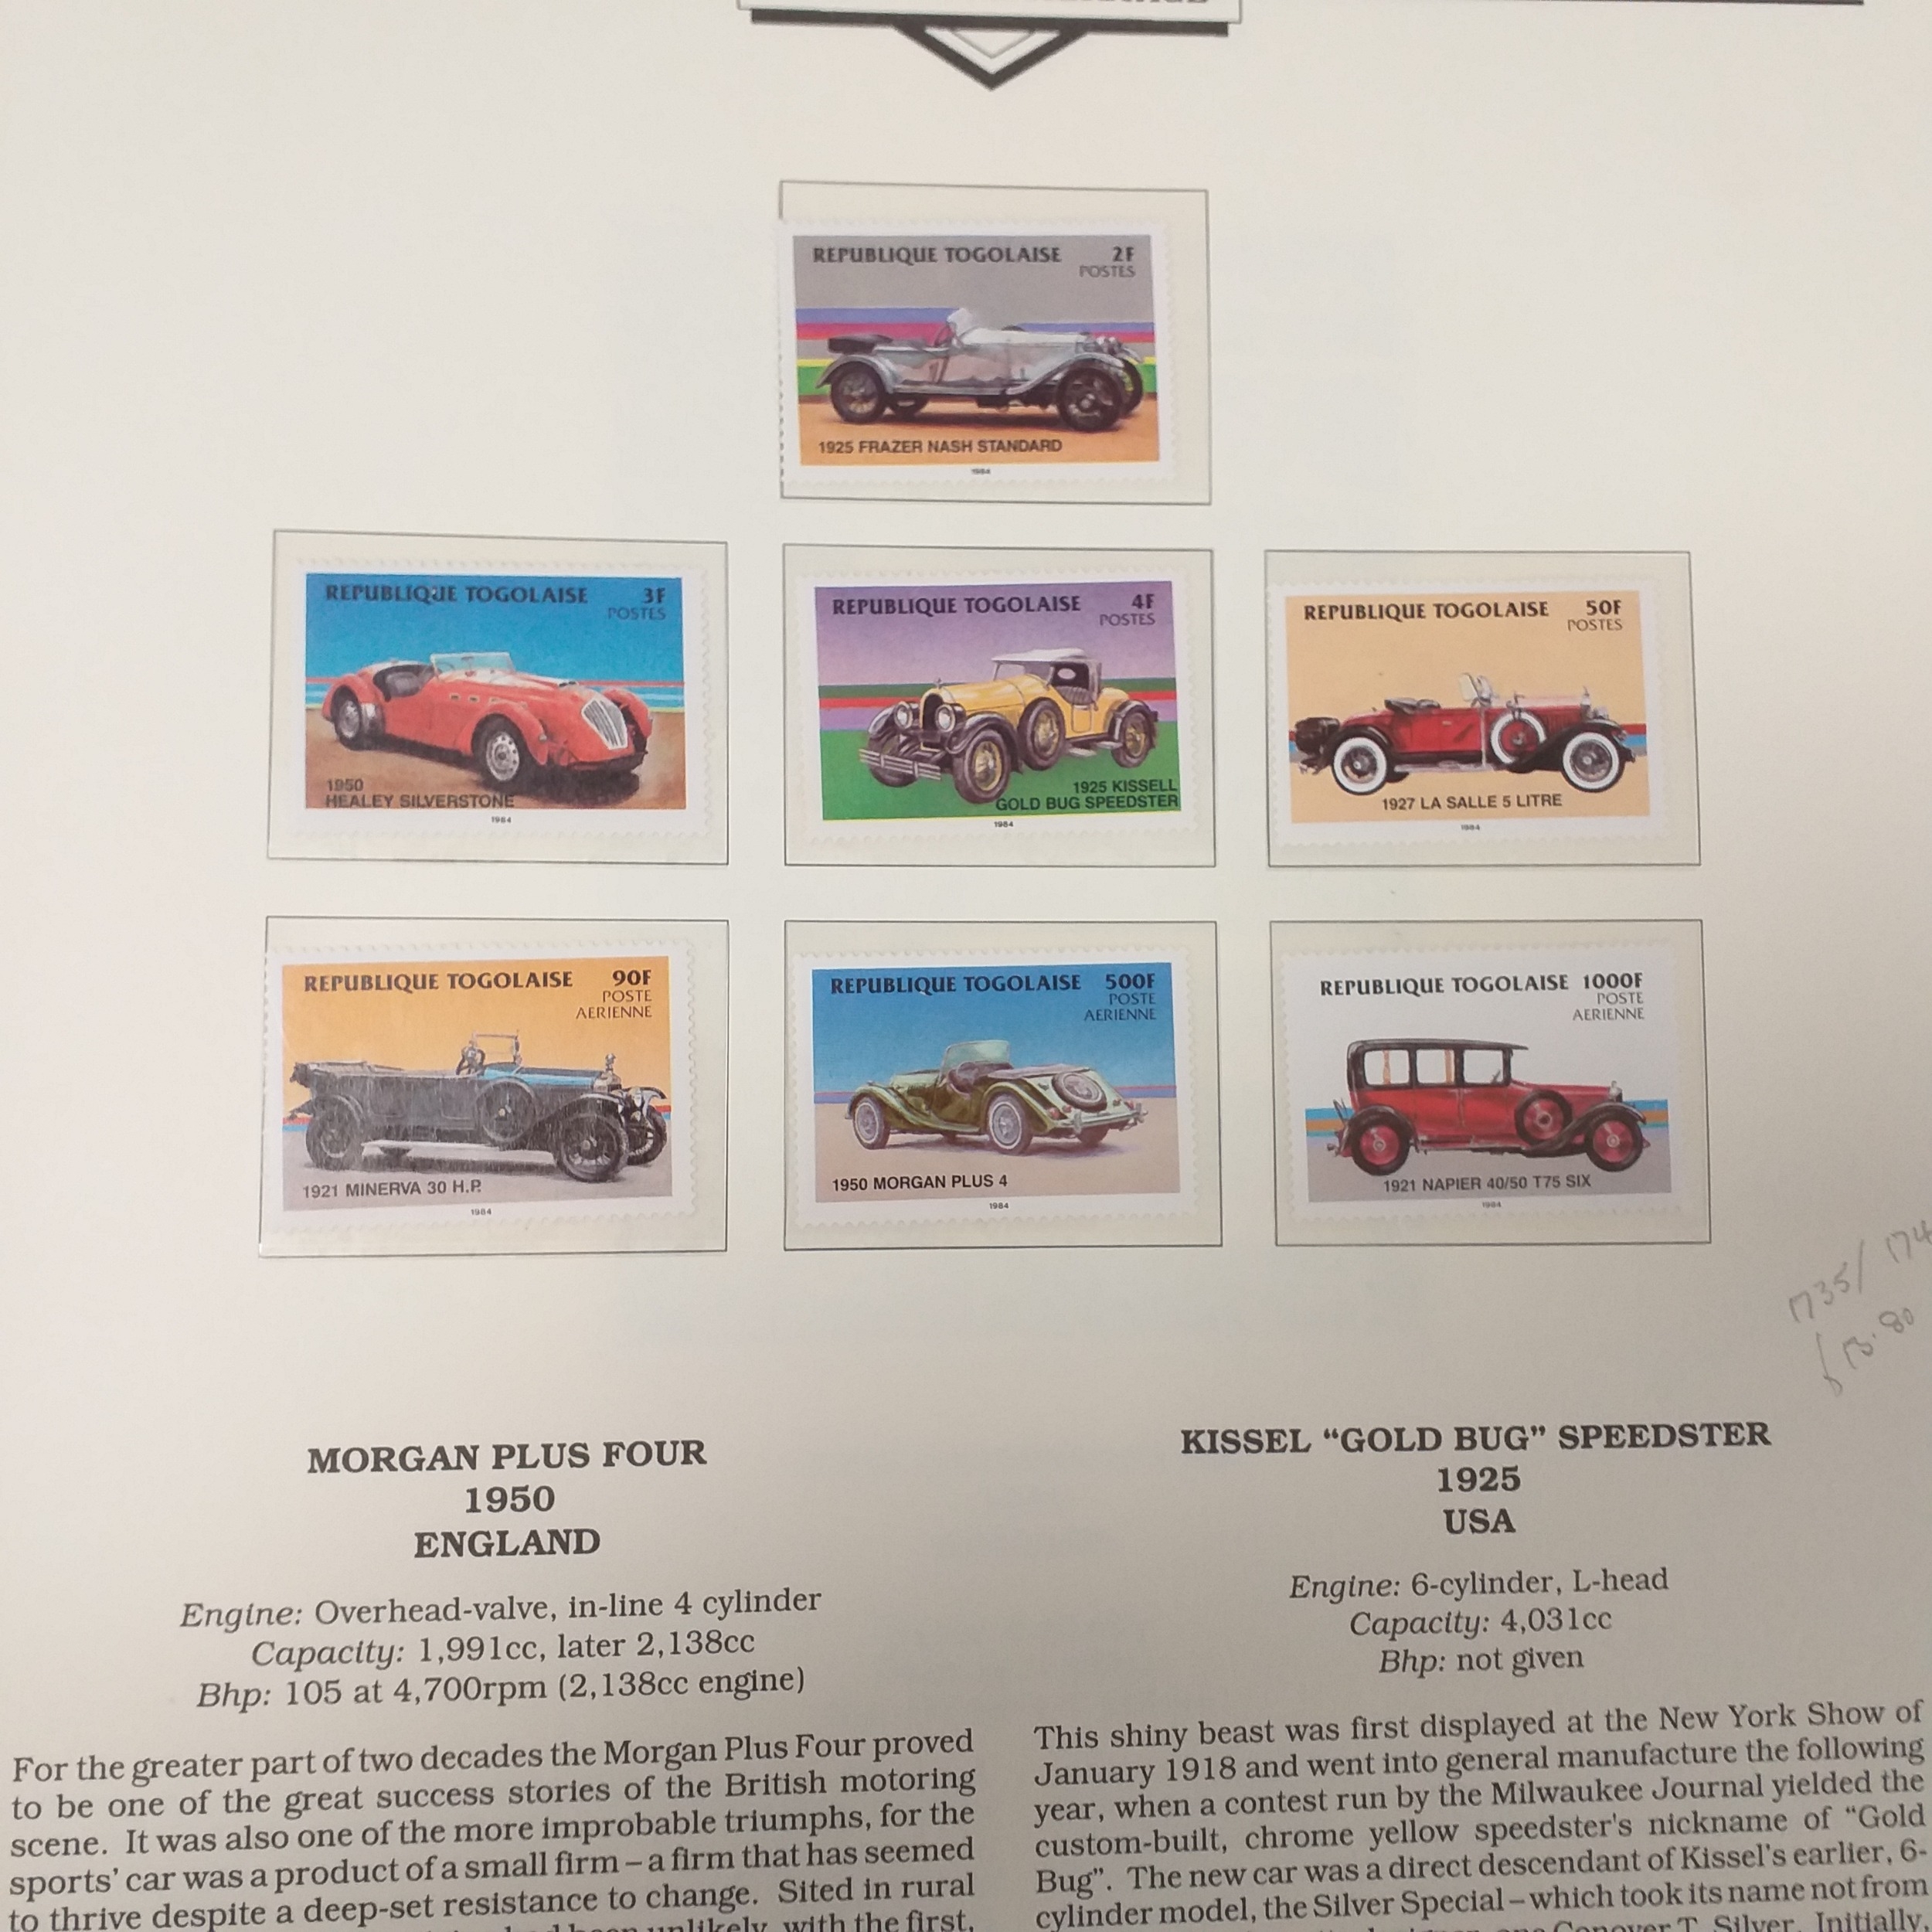 REPUBLIQUE TOGOLAISE 2F
POSTES
1925 FRAZER NASH STANDARD
1984
REPUBLIQUE TOGOLAISE 3F
POSTES
1950
HEALEY SILVERSTONE
1984
REPUBLIQUE TOGOLAISE 4F
POSTES
1925 KISSELL
GOLD BUG SPEEDSTER
1984
REPUBLIQUE TOGOLAISE 50F
POSTES
1927 LA SALLE 5 LITRE
1984
REPUBLIQUE TOGOLAISE 90F
POSTE
AERIENNE
1921 MINERVA 30 H.P.
1984
REPUBLIQUE TOGOLAISE 500F
POSTE
AERIENNE
1950 MORGAN PLUS 4
1984
REPUBLIQUE TOGOLAISE 1000F
POSTE
AERIENNE
1921 NAPIER 40/50 T75 SIX
1984
1735/ 174
13.80
MORGAN PLUS FOUR
1950
ENGLAND
Engine: Overhead-valve, in-line 4 cylinder
Capacity: 1,991cc, later 2,138cc
Bhp: 105 at 4,700rpm (2,138cc engine)
For the greater part of two decades the Morgan Plus Four proved
to be one of the great success stories of the British motoring
scene. It was also one of the more improbable triumphs, for the
sports' car was a product of a small firm – a firm that has seemed
to thrive despite a deep-set resistance to change. Sited in rural
unlikely, with the first,
KISSEL “GOLD BUG” SPEEDSTER
1925
USA
Engine: 6-cylinder, L-head
Capacity: 4,031cc
Bhp: not given
This shiny beast was first displayed at the New York Show of
January 1918 and went into general manufacture the following
year, when a contest run by the Milwaukee Journal yielded the
custom-built, chrome yellow speedster's nickname of “Gold
Bug”. The new car was a direct descendant of Kissel's earlier, 6-
cylinder model, the Silver Special – which took its name not from
Conover T. Silver. Initially,